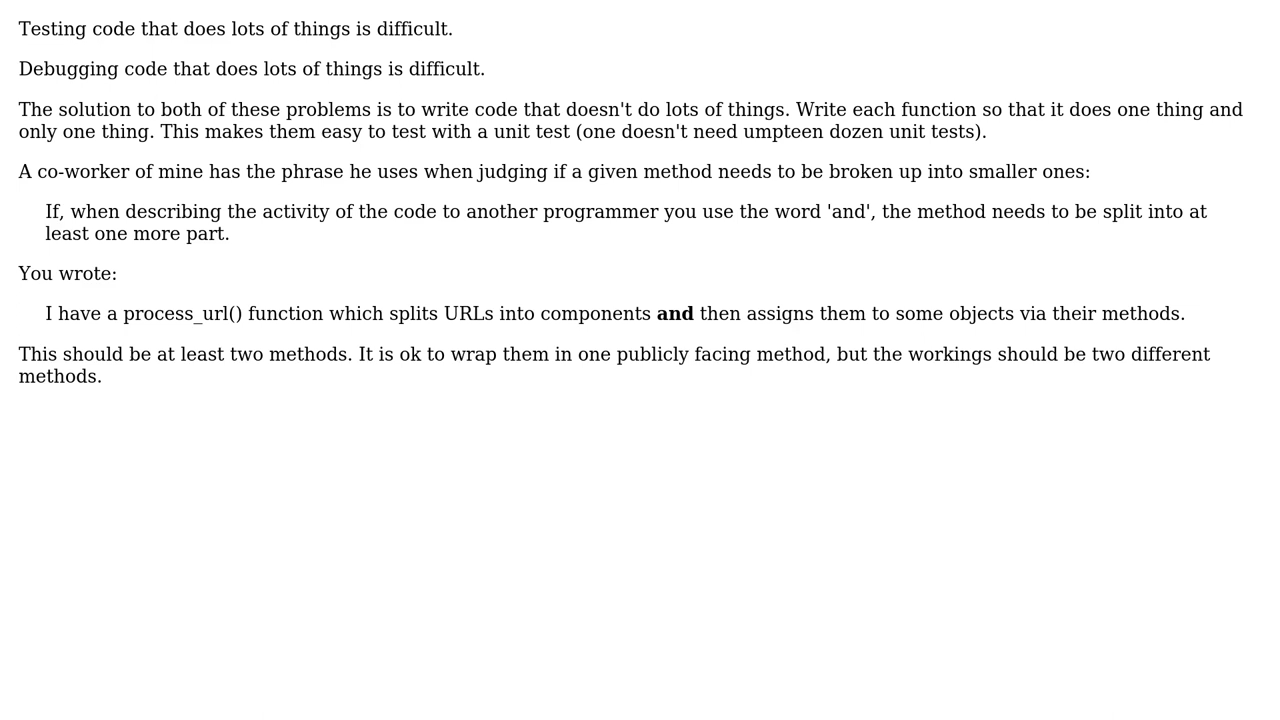 Testing code that does lots of things is difficult.
Debugging code that does lots of things is difficult.
The solution to both of these problems is to write code that doesn't do lots of things. Write each function so that it does one thing and
only one thing. This makes them easy to test with a unit test (one doesn't need umpteen dozen unit tests).
A co-worker of mine has the phrase he uses when judging if a given method needs to be broken up into smaller ones:
If, when describing the activity of the code to another programmer you use the word 'and', the method needs to be split into at
least one more part.
You wrote:
I have a process_url() function which splits URLs into components and then assigns them to some objects via their methods.
This should be at least two methods. It is ok to wrap them in one publicly facing method, but the workings should be two different
methods.